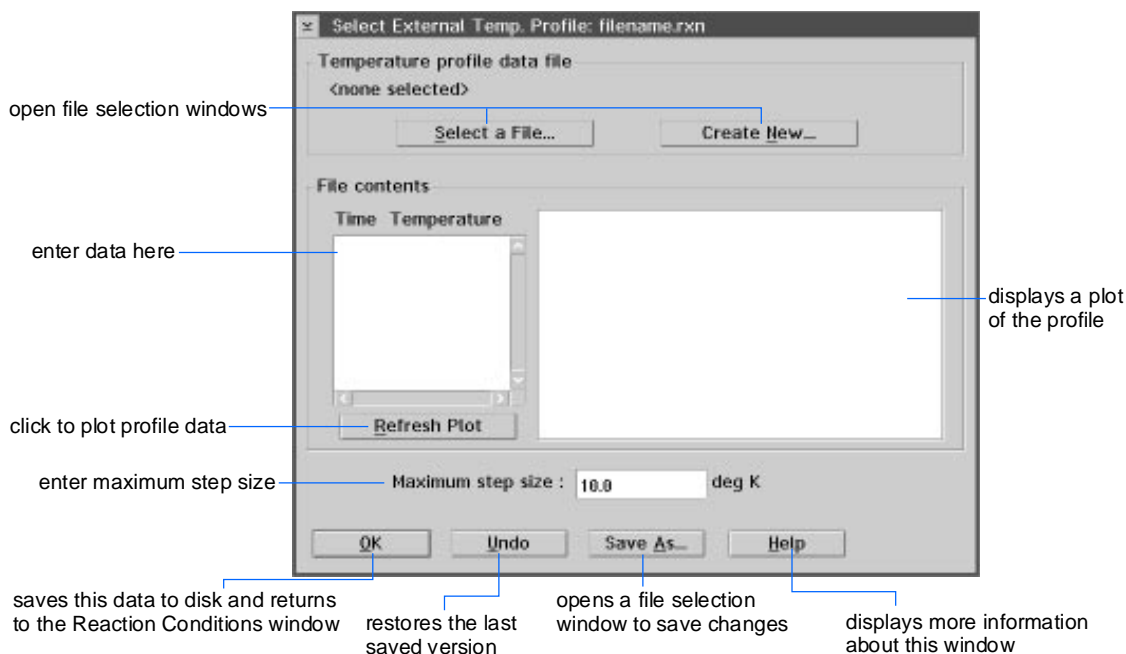 Select External Temp. Profile: filename.rxn
Temperature profile data file
<none selected>
open file selection windows
Select a File...
Create New...
File contents
Time Temperature
enter data here
displays a plot
of the profile
click to plot profile data
Refresh Plot
enter maximum step size
Maximum step size : 10.0 deg K
OK Undo Save As... Help
saves this data to disk and returns
to the Reaction Conditions window
restores the last
saved version
opens a file selection
window to save changes
displays more information
about this window